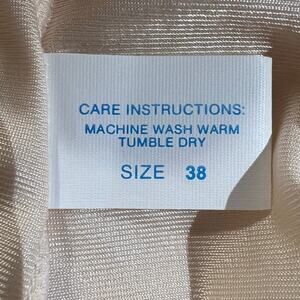 CARE INSTRUCTIONS:
MACHINE WASH WARM
TUMBLE DRY
SIZE 38